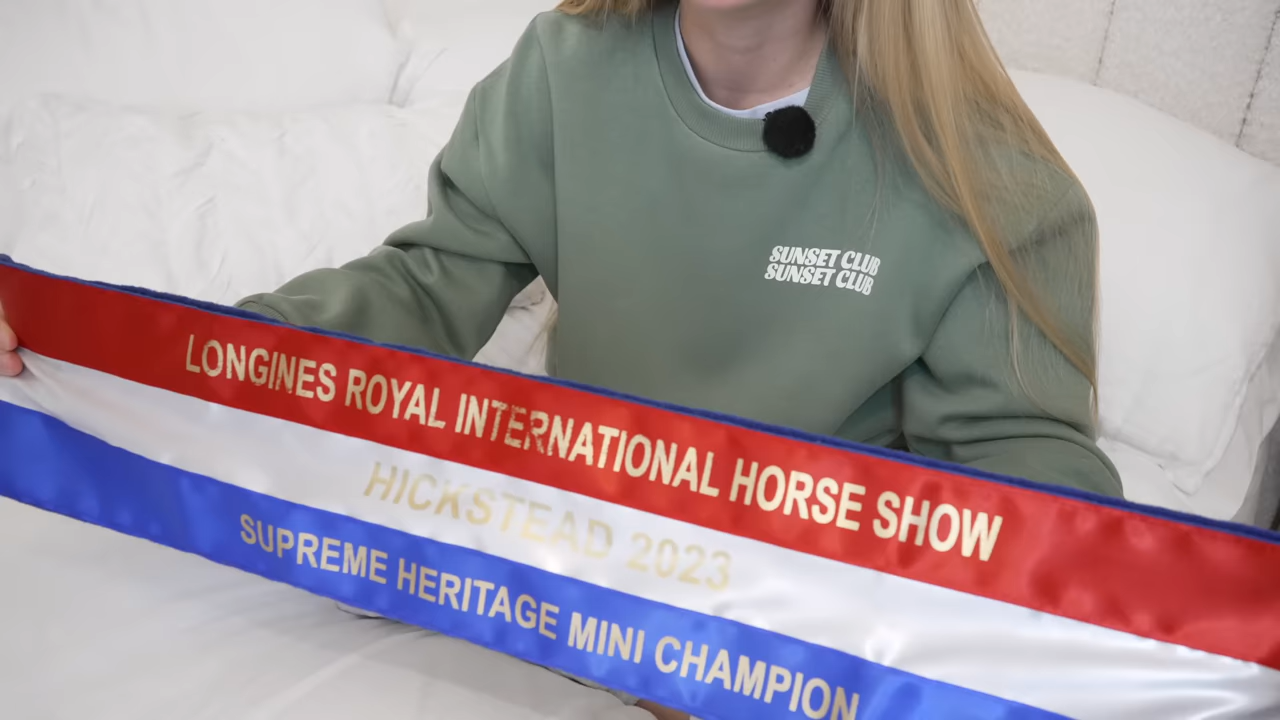 SUNSET CLUB
SUNSET CLUB
LONGINES ROYAL INTERNATIONAL HORSE SHOW
HICKSTEAD 2023
SUPREME HERITAGE MINI CHAMPION